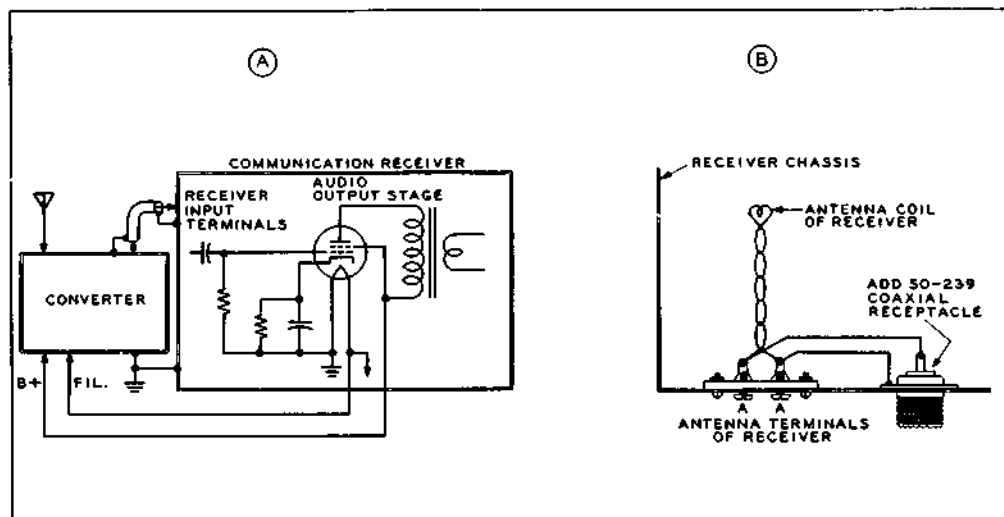 A
COMMUNICATION RECEIVER
RECEIVER
INPUT
TERMINALS
AUDIO
OUTPUT STAGE
CONVERTER
B+
FIL.
B
RECEIVER CHASSIS
ANTENNA COIL
OF RECEIVER
ADD SO-239
COAXIAL
RECEPTACLE
A A
ANTENNA TERMINALS
OF RECEIVER